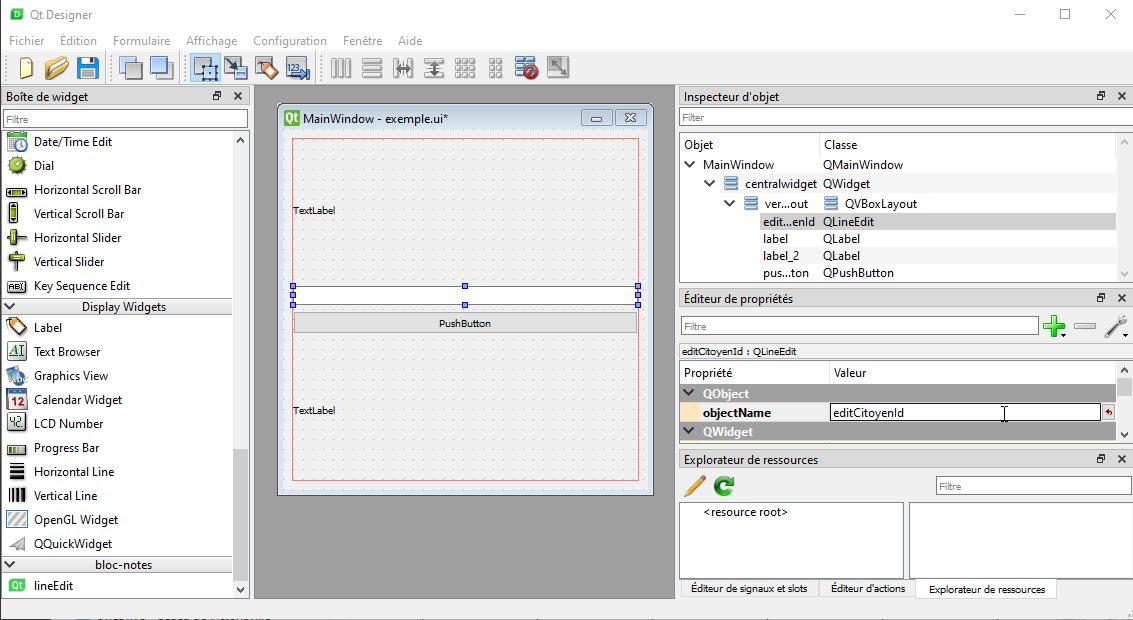 Qt Designer
Fichier Édition Formulaire Affichage Configuration Fenêtre Aide
123
Boîte de widget
Filtre
Date/Time Edit
Dial
Horizontal Scroll Bar
Vertical Scroll Bar
Horizontal Slider
Vertical Slider
Key Sequence Edit
Display Widgets
Label
Text Browser
Graphics View
Calendar Widget
LCD Number
Progress Bar
Horizontal Line
Vertical Line
OpenGL Widget
QQuickWidget
bloc-notes
lineEdit
MainWindow - exemple.ui*
TextLabel
PushButton
TextLabel
Inspecteur d'objet
Filter
Objet Classe
MainWindow QMainWindow
centralwidget QWidget
ver...out QVBoxLayout
edit...enId QLineEdit
label QLabel
label_2 QLabel
pus...ton QPushButton
Éditeur de propriétés
Filtre
editCitoyenId : QLineEdit
Propriété Valeur
QObject
objectName editCitoyenId
QWidget
Explorateur de ressources
Filtre
<resource root>
Éditeur de signaux et slots Éditeur d'actions Explorateur de ressources